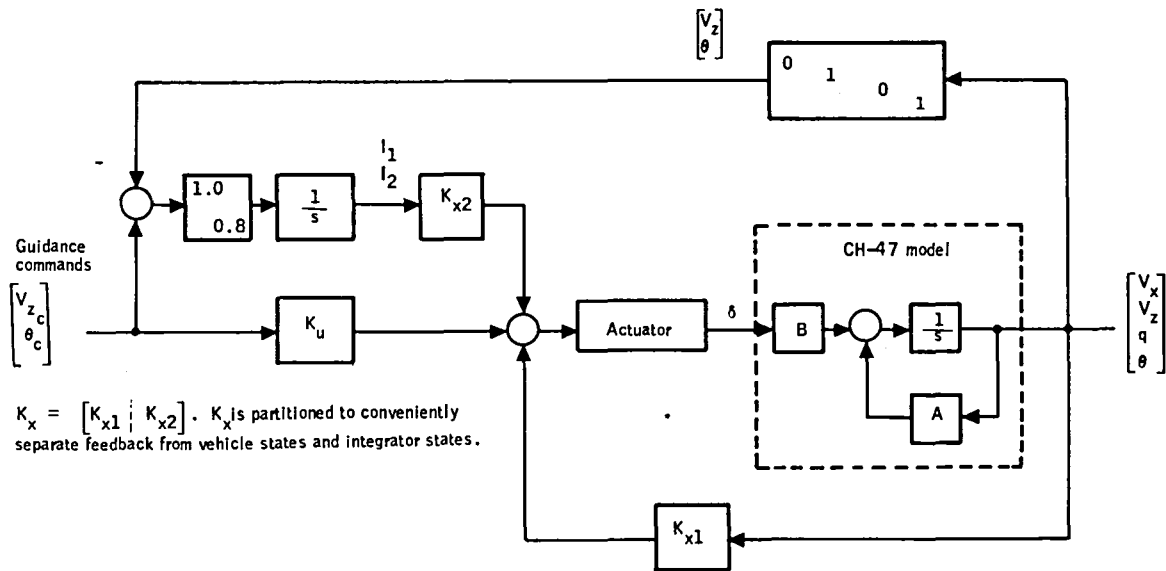 [V_z
θ]
0 1 0 1
-
1.0
0.8
1
s
I_1
I_2
K_x2
Guidance
commands
[V_z_c
θ_c]
K_u
Actuator
δ
CH-47 model
B
1
s
A
[V_x
V_z
q
θ]
K_x = [K_x1 ¦ K_x2]. K_x is partitioned to conveniently
separate feedback from vehicle states and integrator states.
K_x1